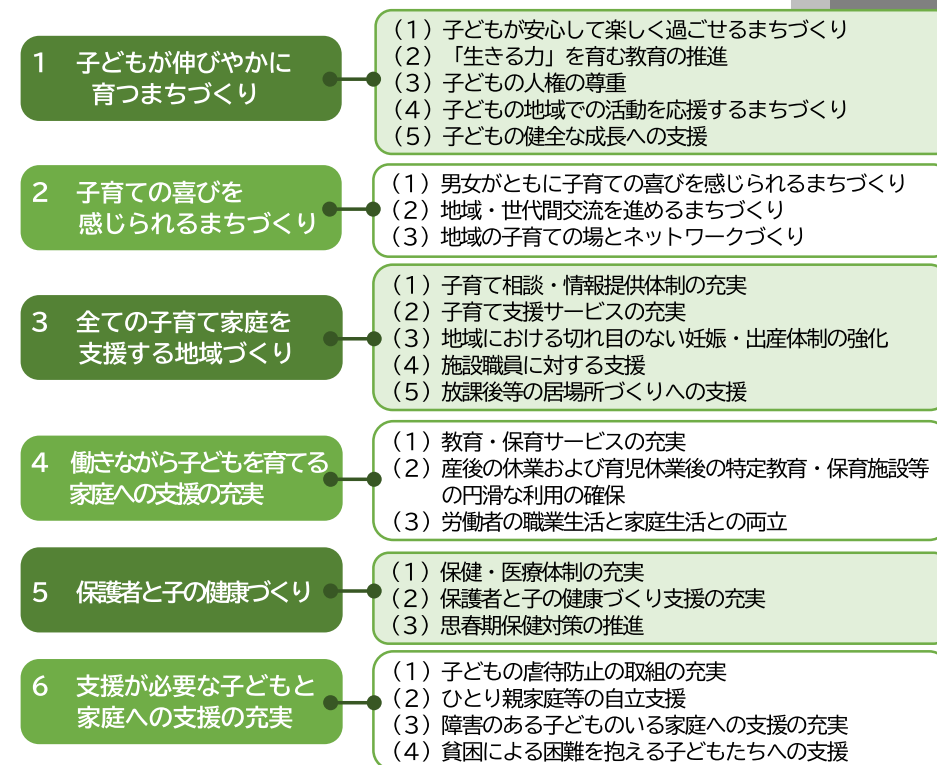 1 子どもが伸びやかに
育つまちづくり
(1)子どもが安心して楽しく過ごせるまちづくり
(2)「生きる力」を育む教育の推進
(3)子どもの人権の尊重
(4)子どもの地域での活動を応援するまちづくり
(5)子どもの健全な成長への支援
2 子育ての喜びを
感じられるまちづくり
(1)男女がともに子育ての喜びを感じられるまちづくり
(2)地域・世代間交流を進めるまちづくり
(3)地域の子育ての場とネットワークづくり
3 全ての子育て家庭を
支援する地域づくり
(1)子育て相談・情報提供体制の充実
(2)子育て支援サービスの充実
(3)地域における切れ目のない妊娠・出産体制の強化
(4)施設職員に対する支援
(5)放課後等の居場所づくりへの支援
4 働きながら子どもを育てる
家庭への支援の充実
(1)教育・保育サービスの充実
(2)産後の休業および育児休業後の特定教育・保育施設等
の円滑な利用の確保
(3)労働者の職業生活と家庭生活との両立
5 保護者と子の健康づくり
(1)保健・医療体制の充実
(2)保護者と子の健康づくり支援の充実
(3)思春期保健対策の推進
6 支援が必要な子どもと
家庭への支援の充実
(1)子どもの虐待防止の取組の充実
(2)ひとり親家庭等の自立支援
(3)障害のある子どものいる家庭への支援の充実
(4)貧困による困難を抱える子どもたちへの支援